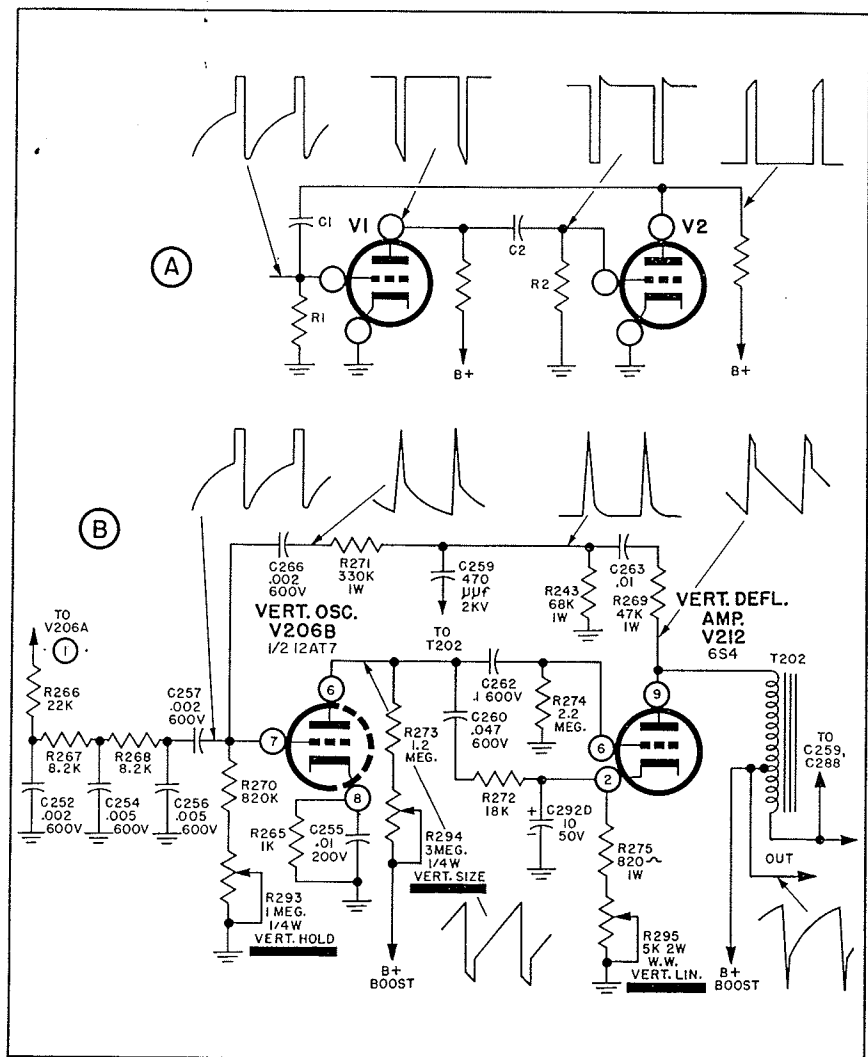 A
C1
V1
C2
V2
R1
R2
B+
B+
B
C266
.002
600V
R271
330K
1W
C259
470
µµf
2KV
C263
.01
R243
68K
1W
R269
47K
1W
VERT. DEFL.
AMP.
V212
6S4
TO
V206A
1
VERT. OSC.
V206B
1/2 12AT7
TO
T202
T202
R266
22K
C257
.002
600V
6
C262
.1 600V
R274
2.2
MEG.
9
R273
1.2
MEG.
C260
.047
600V
TO
C259,
C288
R267
8.2K
R268
8.2K
7
6
2
R270
820K
8
R272
18K
C252
.002
600V
C254
.005
600V
C256
.005
600V
R265
1K
C255
.01
200V
R294
3MEG.
1/4W
VERT. SIZE
+
-
C292D
10
50V
R275
820~
1W
OUT
R293
1 MEG.
1/4W
VERT. HOLD
R295
5K 2W
W.W.
VERT. LIN.
B+
BOOST
B+
BOOST